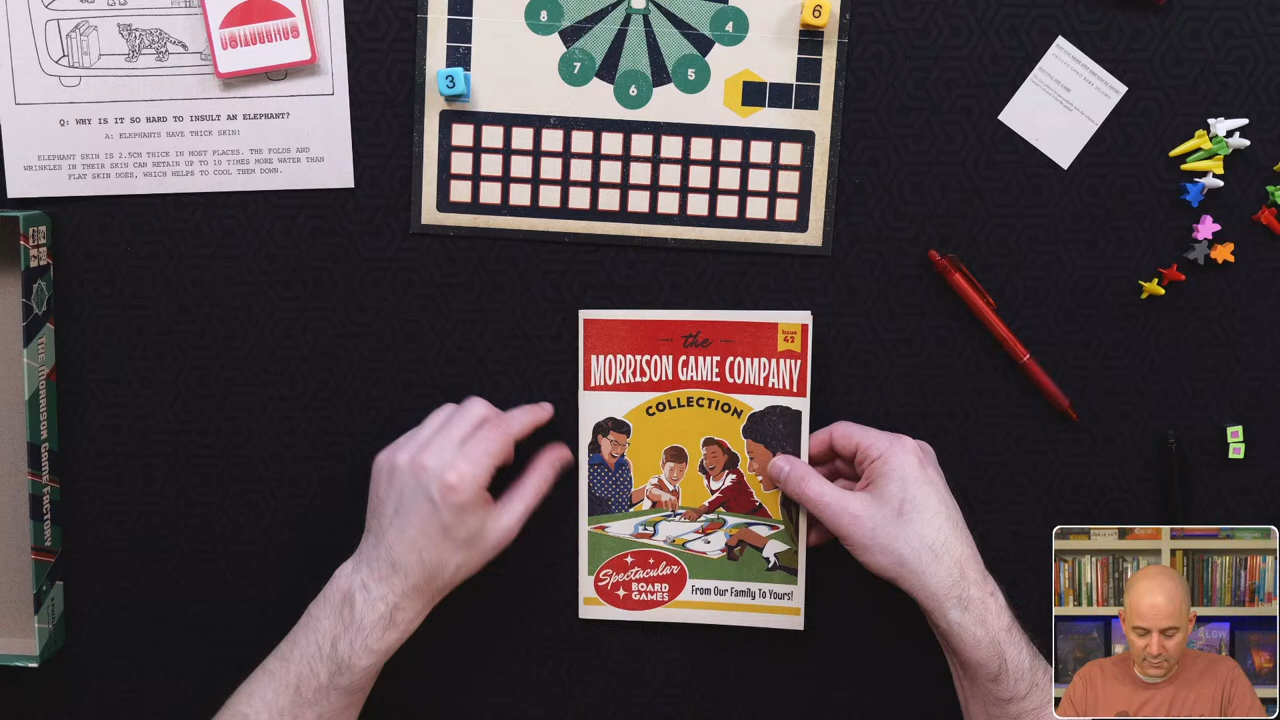 Q: WHY IS IT SO HARD TO INSULT AN ELEPHANT?
A: ELEPHANTS HAVE THICK SKIN!
ELEPHANT SKIN IS 2.5CM THICK IN MOST PLACES. THE FOLDS AND
WRINKLES IN THEIR SKIN CAN RETAIN UP TO 10 TIMES MORE WATER THAN
FLAT SKIN DOES, WHICH HELPS TO COOL THEM DOWN.
8
7
6
5
4
3
6
THE MORRISON GAME FACTORY
the
Issue
42
MORRISON GAME COMPANY
COLLECTION
Spectacular
BOARD
GAMES
From Our Family To Yours!